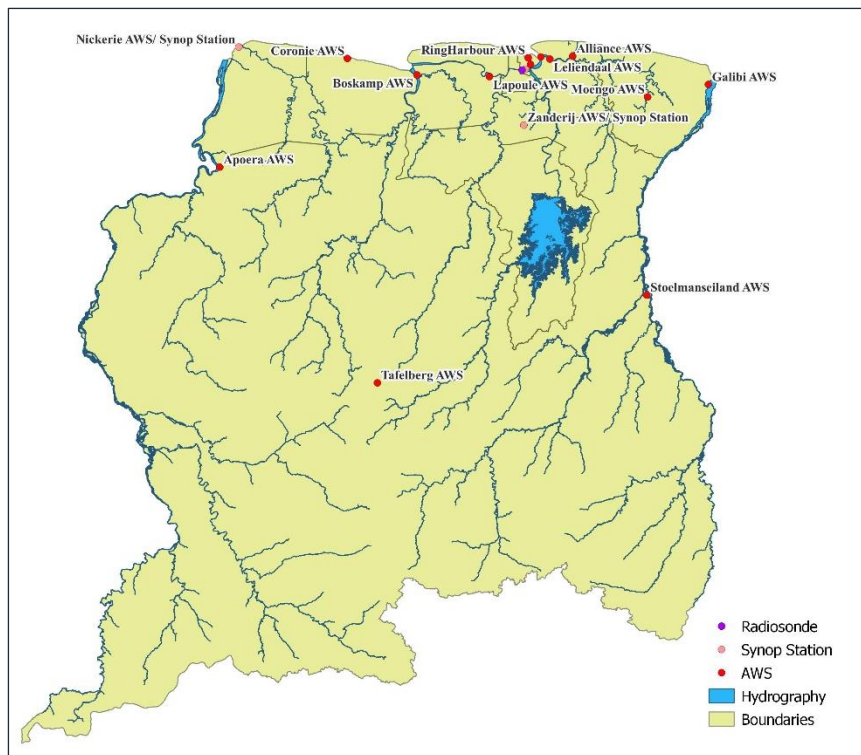 Nickerie AWS/ Synop Station
Coronie AWS
RingHarbour AWS
Alliance AWS
Leliendaal AWS
Boskamp AWS
Lapoule AWS
Moengo AWS
Galibi AWS
Zanderij AWS/ Synop Station
Apoera AWS
Stoelmanseiland AWS
Tafelberg AWS
Radiosonde
Synop Station
AWS
Hydrography
Boundaries